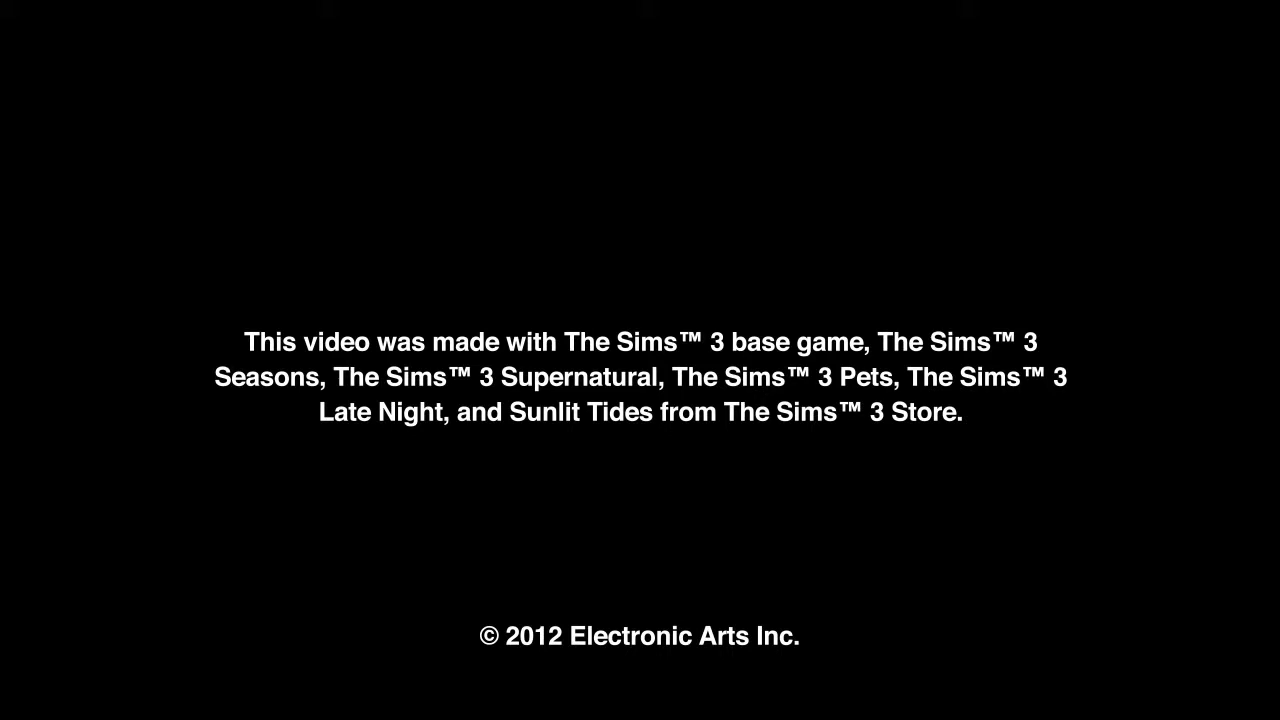 This video was made with The Sims™ 3 base game, The Sims™ 3
Seasons, The Sims™ 3 Supernatural, The Sims™ 3 Pets, The Sims™ 3
Late Night, and Sunlit Tides from The Sims™ 3 Store.
© 2012 Electronic Arts Inc.